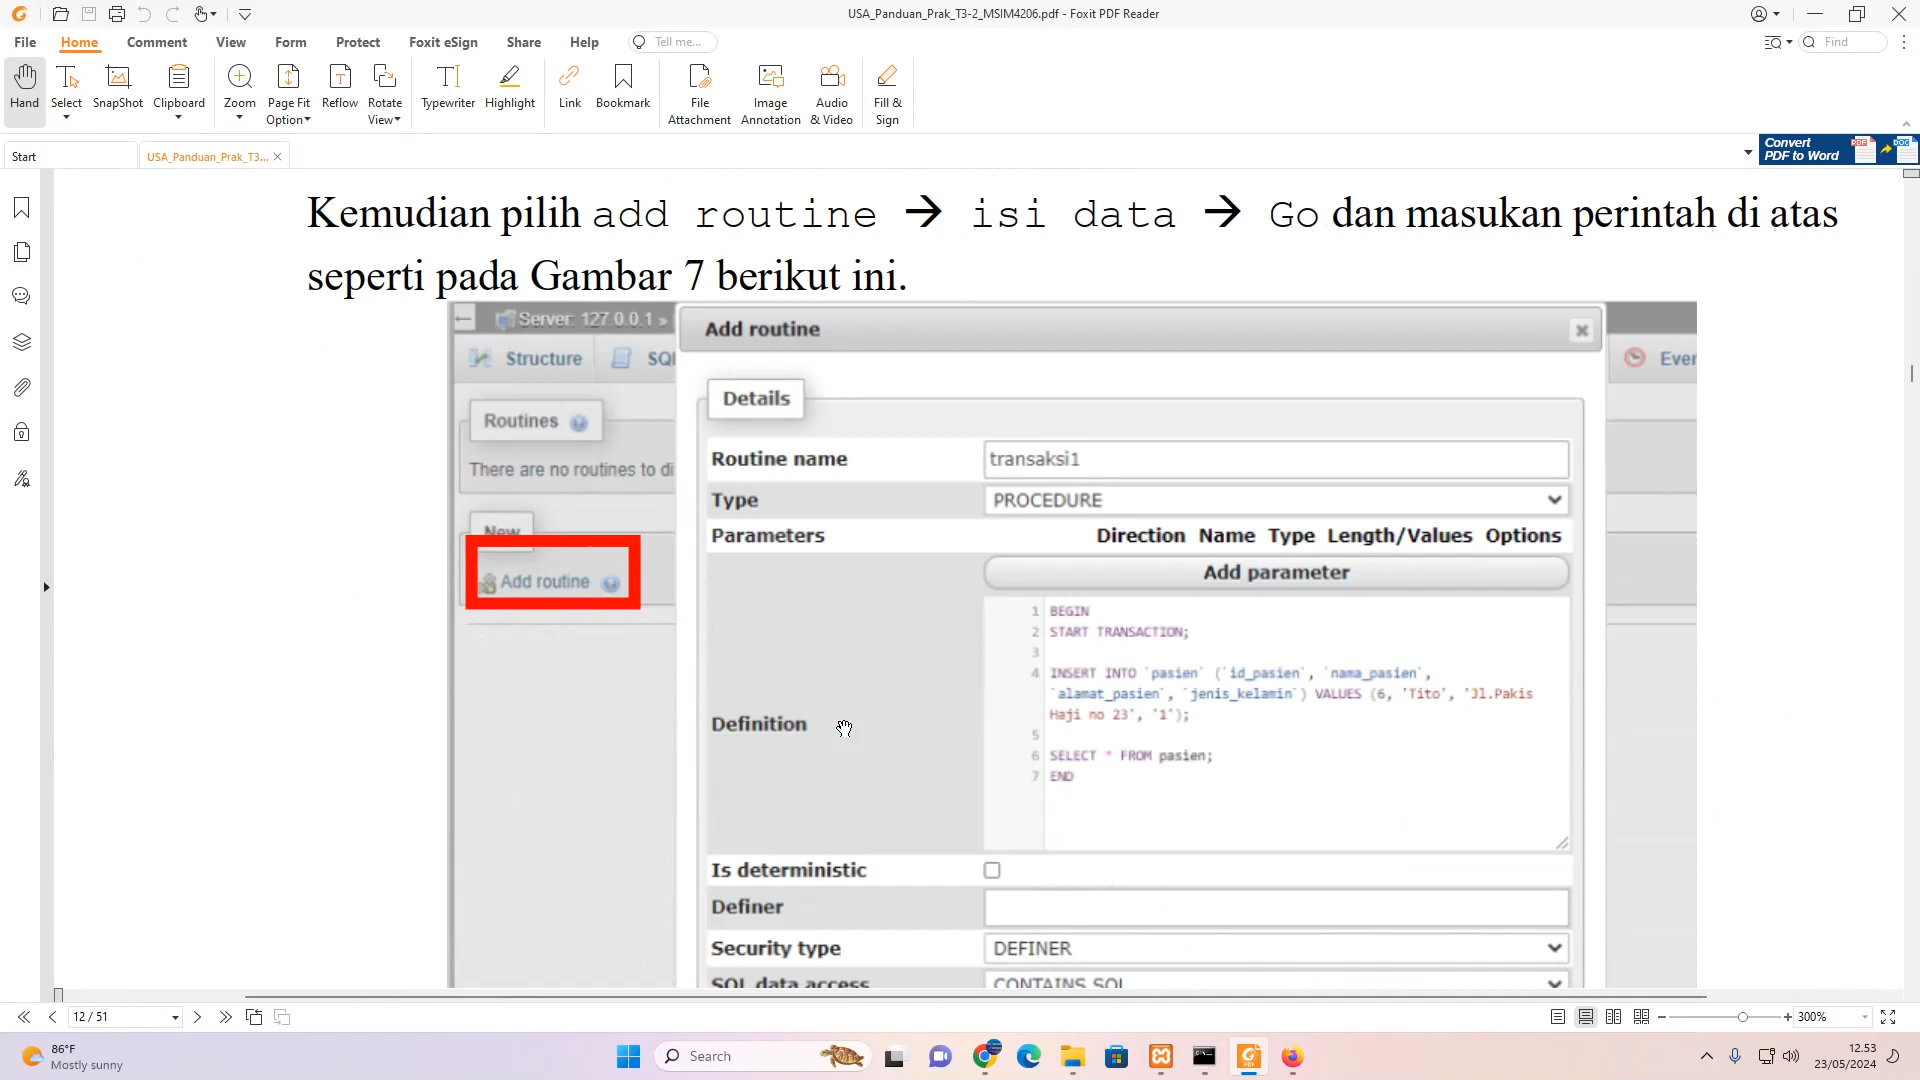 USA_Panduan_Prak_T3-2_MSIM4206.pdf - Foxit PDF Reader
File Home Comment View Form Protect Foxit eSign Share Help Tell me... Find
Hand Select SnapShot Clipboard Zoom Page Fit Option Reflow Rotate View Typewriter Highlight Link Bookmark File Attachment Image Annotation Audio & Video Fill & Sign
Start USA_Panduan_Prak_T3... Convert PDF to Word PDF DOC
Kemudian pilih add routine → isi data → Go dan masukan perintah di atas
seperti pada Gambar 7 berikut ini.
Server: 127.0.0.1 »
Add routine
Structure SQL Even
Details
Routines
Routine name transaksi1
There are no routines to di
Type PROCEDURE
New
Parameters Direction Name Type Length/Values Options
Add routine
Add parameter
Definition
1 BEGIN
2 START TRANSACTION;
3
4 INSERT INTO `pasien` (`id_pasien`, `nama_pasien`,
`alamat_pasien`, `jenis_kelamin`) VALUES (6, 'Tito', 'Jl.Pakis
Haji no 23', '1');
5
6 SELECT * FROM pasien;
7 END
Is deterministic
Definer
Security type DEFINER
SQL data access CONTAINS SQL
12 / 51 300%
86°F
Mostly sunny
Search
12.53
23/05/2024